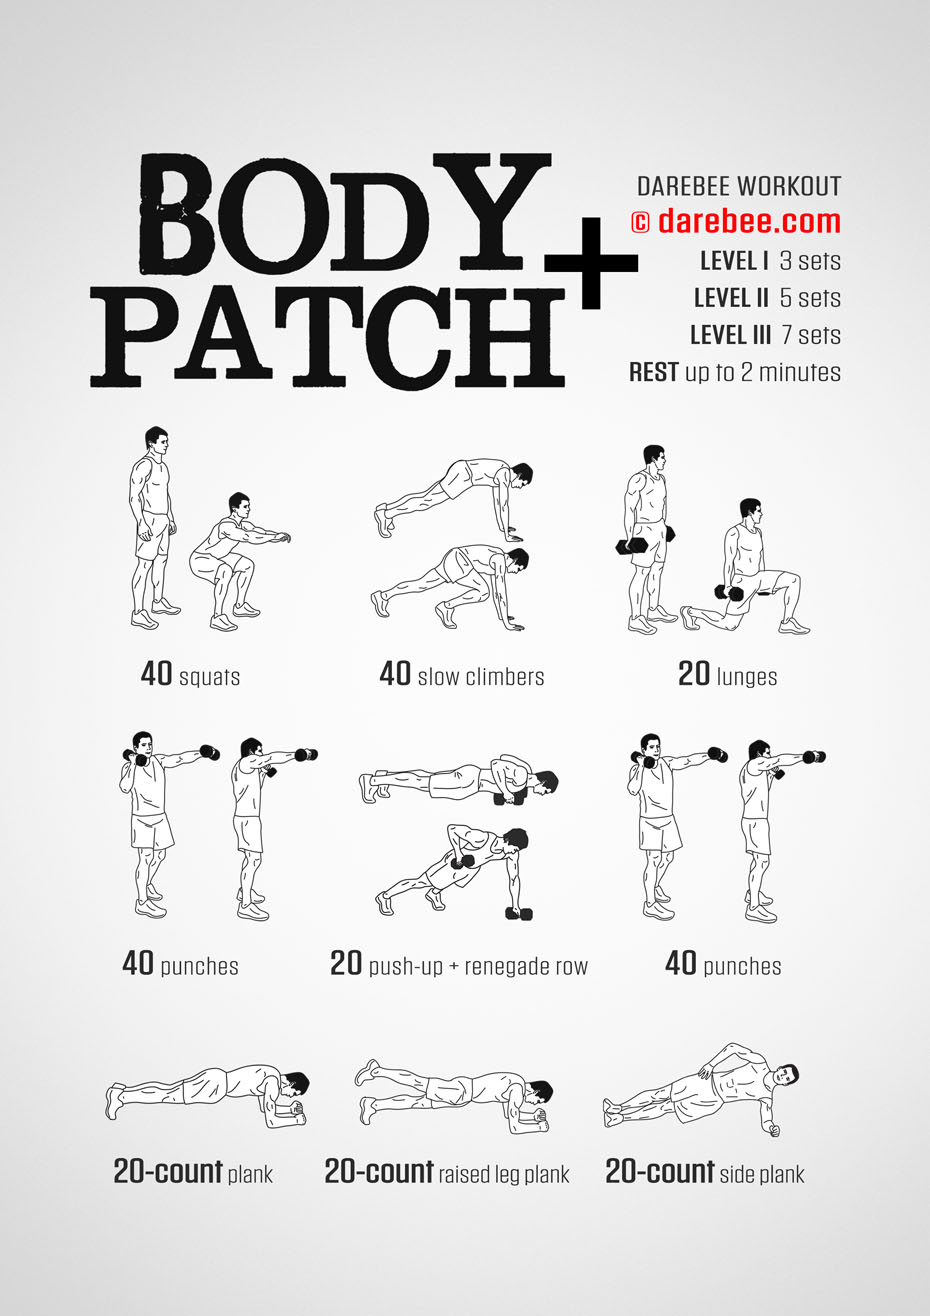 BODY
PATCH+
DAREBEE WORKOUT
© darebee.com
LEVEL I 3 sets
LEVEL II 5 sets
LEVEL III 7 sets
REST up to 2 minutes
40 squats
40 slow climbers
20 lunges
40 punches
20 push-up + renegade row
40 punches
20-count plank
20-count raised leg plank
20-count side plank